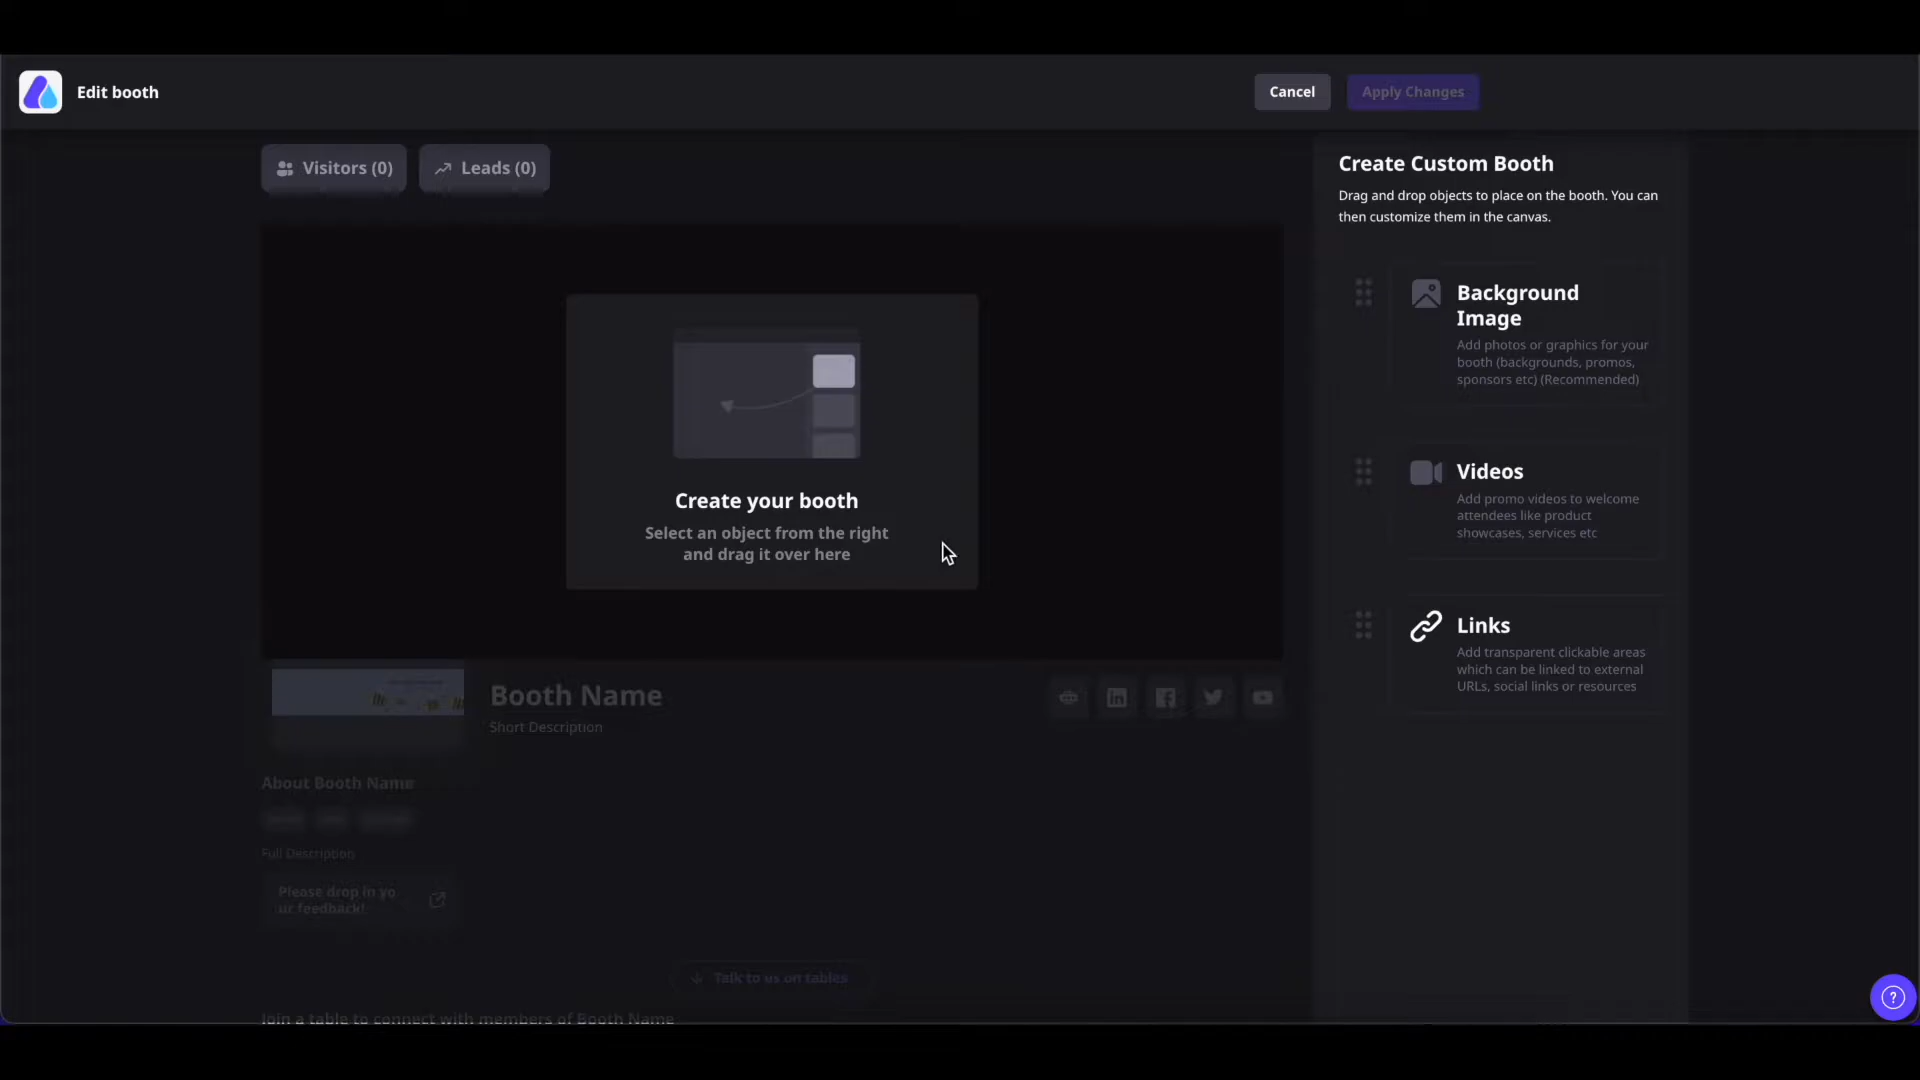 Edit booth
Cancel
Apply Changes
Visitors (0)
Leads (0)
Create Custom Booth
Drag and drop objects to place on the booth. You can
then customize them in the canvas.
Background
Image
Add photos or graphics for your
booth (backgrounds, promos,
sponsors etc) (Recommended)
Videos
Add promo videos to welcome
attendees like product
showcases, services etc
Links
Add transparent clickable areas
which can be linked to external
URLs, social links or resources
Create your booth
Select an object from the right
and drag it over here
Booth Name
Short Description
About Booth Name
Full Description
Please drop in yo
ur feedback!
Talk to us on tables
Join a table to connect with members of Booth Name